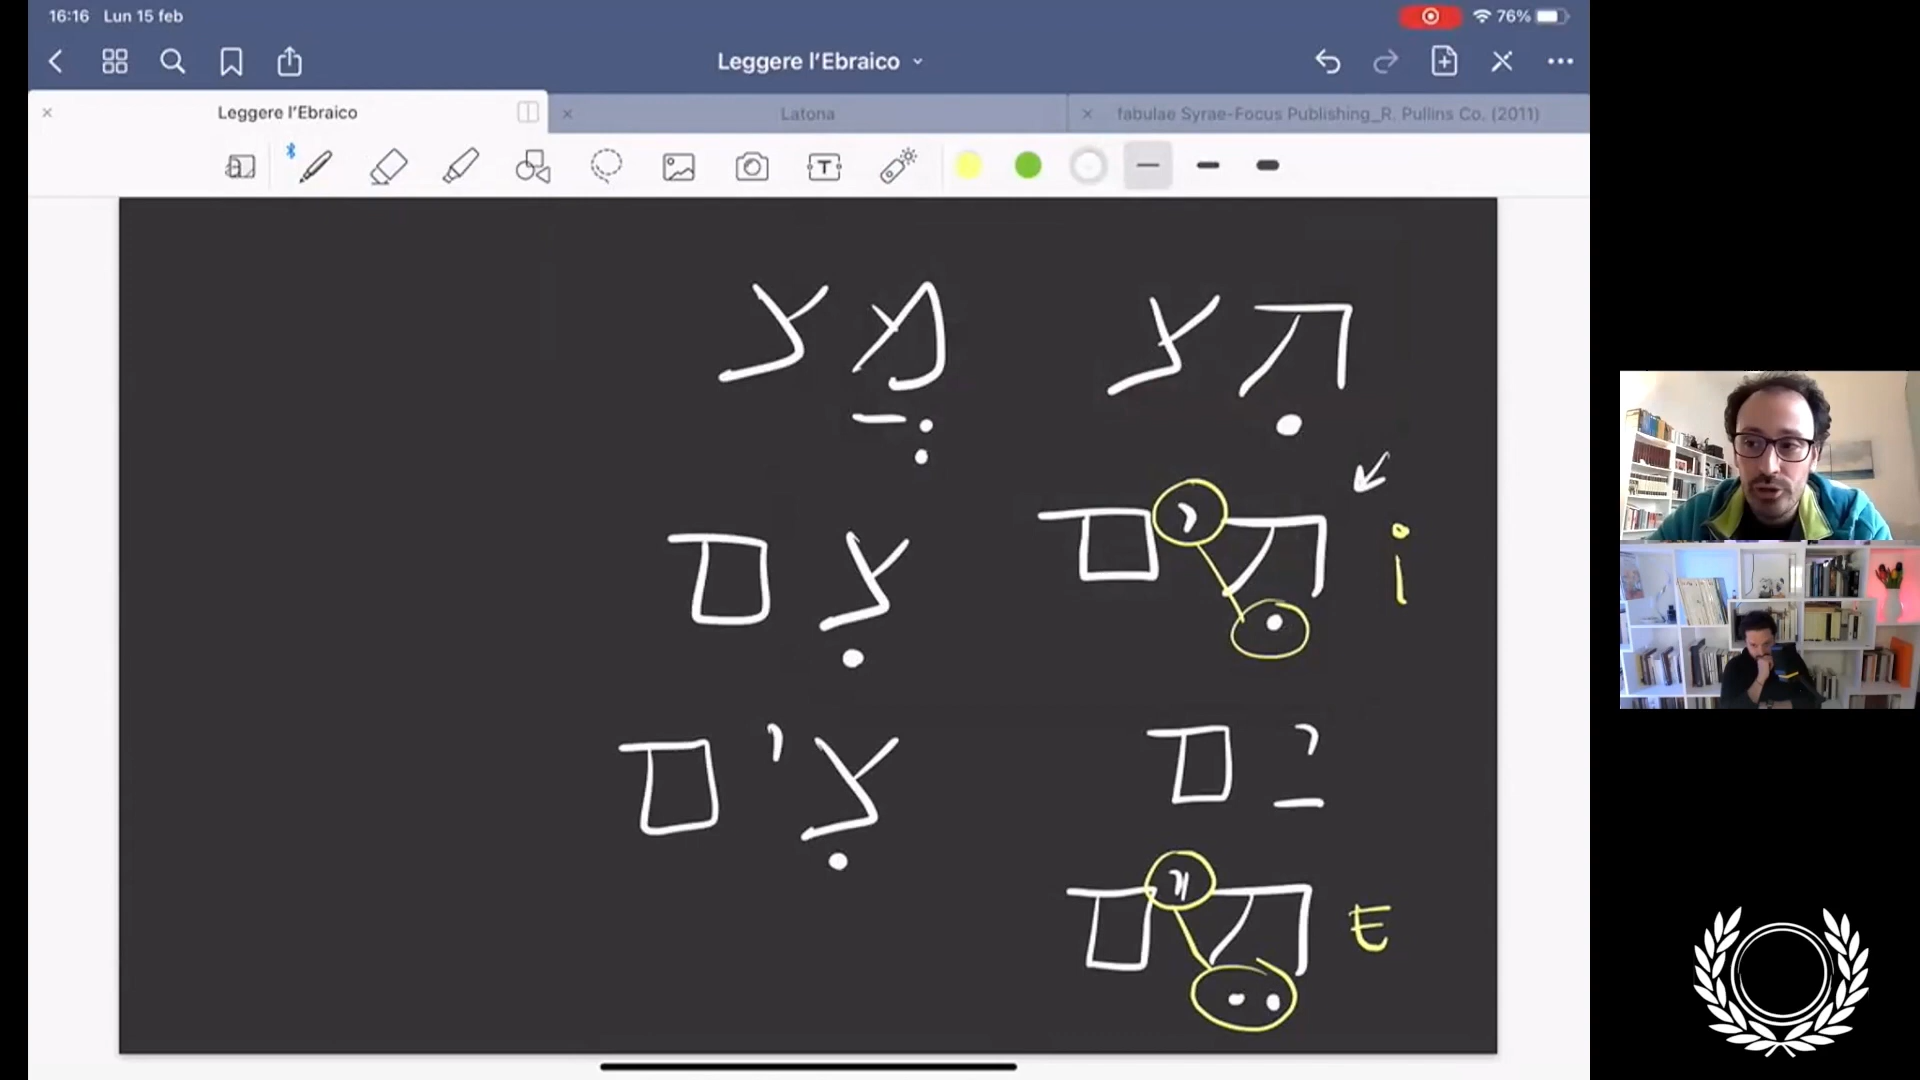 16:16 Lun 15 feb
76%
Leggere l'Ebraico
Leggere l'Ebraico
Latona
fabulae Syrae-Focus Publishing_R. Pullins Co. (2011)
T
הִצ
הִים i
צִם
יַם
צִים
הֵים E